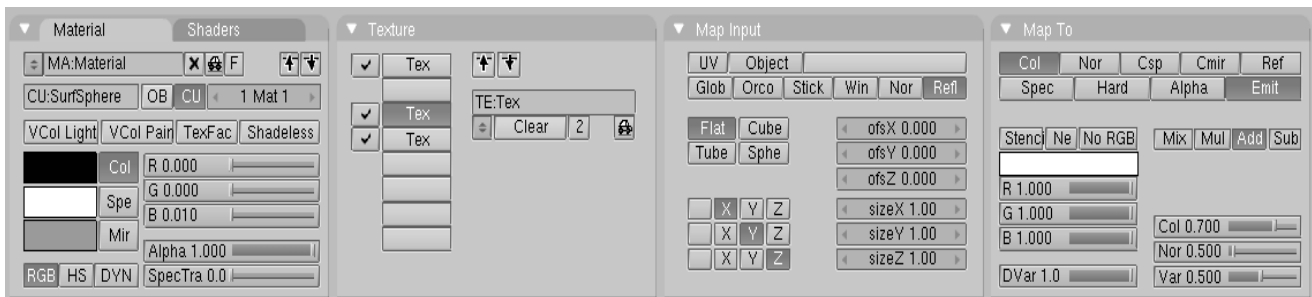 Material Shaders
MA:Material X F
CU:SurfSphere OB CU 1 Mat 1
VCol Light VCol Pain TexFac Shadeless
Col R 0.000
G 0.000
Spe
B 0.010
Mir
Alpha 1.000
RGB HS DYN SpecTra 0.0
Texture
Tex
Tex
Tex
TE:Tex
Clear 2
Map Input
UV Object
Glob Orco Stick Win Nor Refl
Flat Cube ofsX 0.000
Tube Sphe ofsY 0.000
ofsZ 0.000
X Y Z sizeX 1.00
X Y Z sizeY 1.00
X Y Z sizeZ 1.00
Map To
Col Nor Csp Cmir Ref
Spec Hard Alpha Emit
Stenci Ne No RGB Mix Mul Add Sub
R 1.000
G 1.000 Col 0.700
B 1.000 Nor 0.500
DVar 1.0 Var 0.500